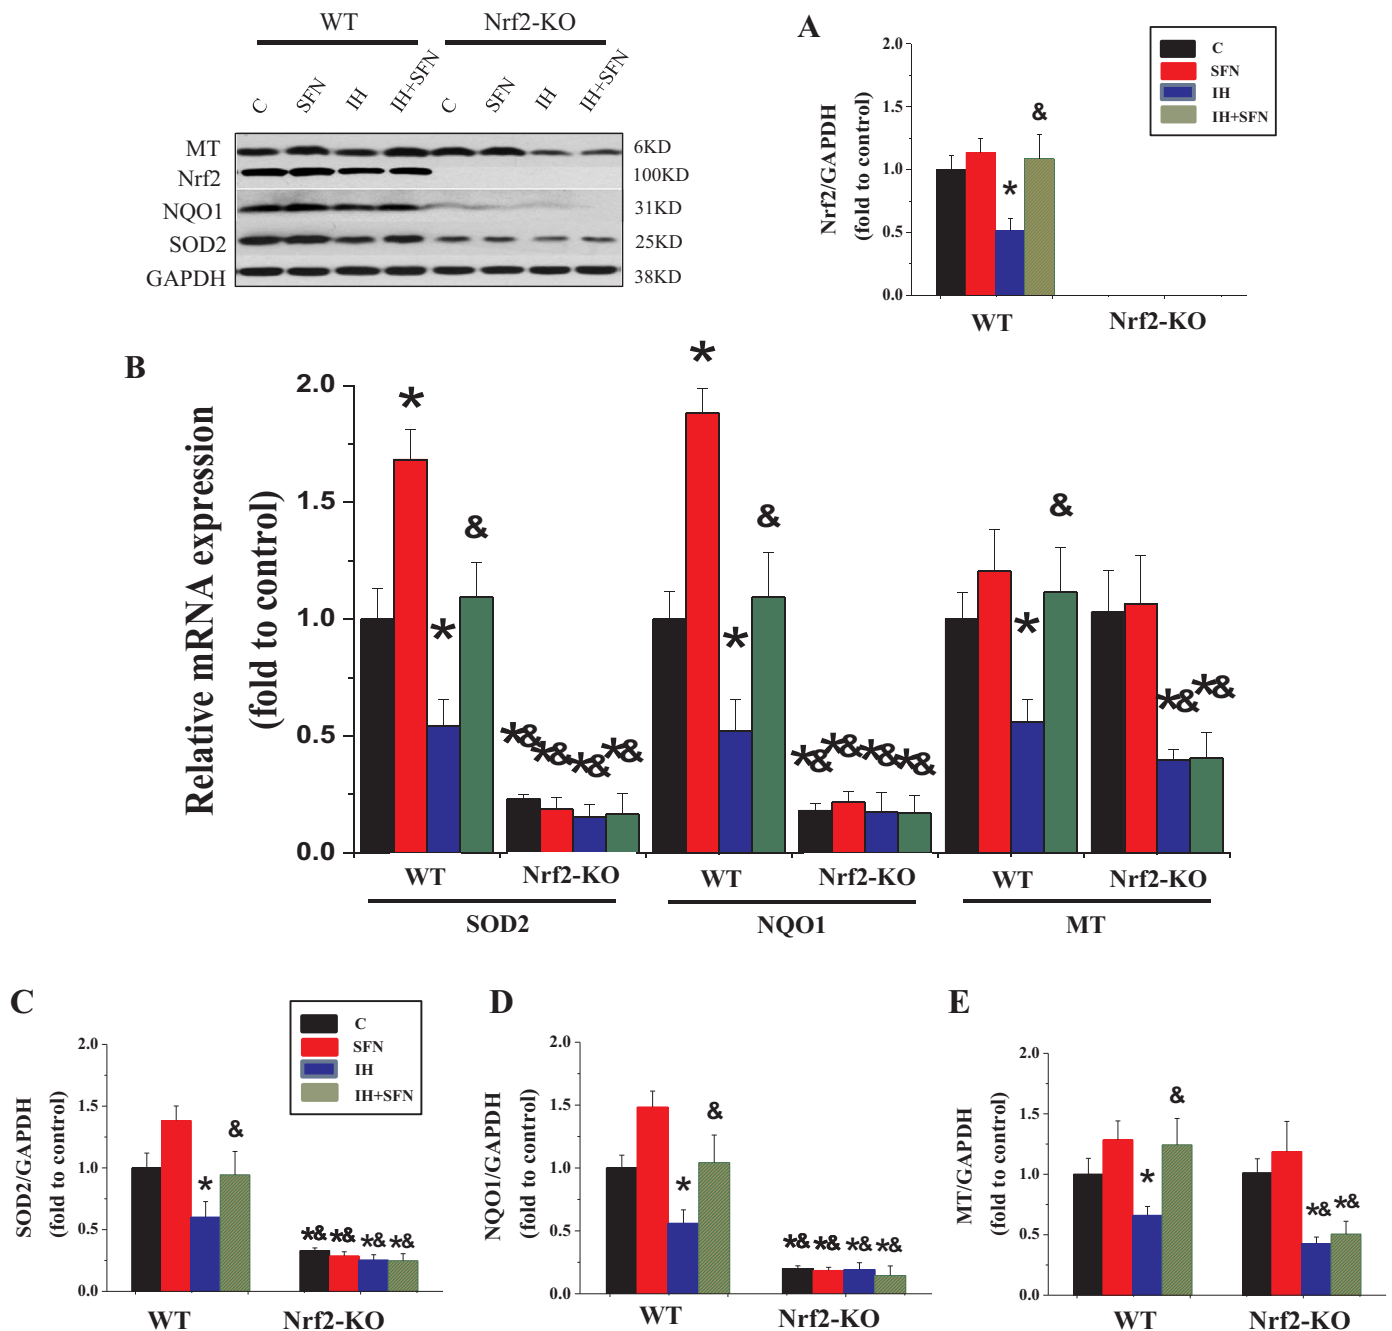 WT Nrf2-KO
C SFN IH IH+SFN C SFN IH IH+SFN
MT 6KD
Nrf2 100KD
NQO1 31KD
SOD2 25KD
GAPDH 38KD
A
Nrf2/GAPDH
(fold to control)
2.0
1.5
1.0
0.5
0.0
&
*
C
SFN
IH
IH+SFN
WT Nrf2-KO
B
Relative mRNA expression
(fold to control)
2.0
1.5
1.0
0.5
0.0
* * & & &
* * *
*& *& *& *& *& *& *& *& *& *&
WT Nrf2-KO WT Nrf2-KO WT Nrf2-KO
SOD2 NQO1 MT
C
SOD2/GAPDH
(fold to control)
2.0
1.5
1.0
0.5
0.0
C
SFN
IH
IH+SFN
&
*
*& *& *& *&
WT Nrf2-KO
D
NQO1/GAPDH
(fold to control)
2.0
1.5
1.0
0.5
0.0
&
*
*& *& *& *&
WT Nrf2-KO
E
MT/GAPDH
(fold to control)
2.0
1.5
1.0
0.5
0.0
&
*
*& *&
WT Nrf2-KO